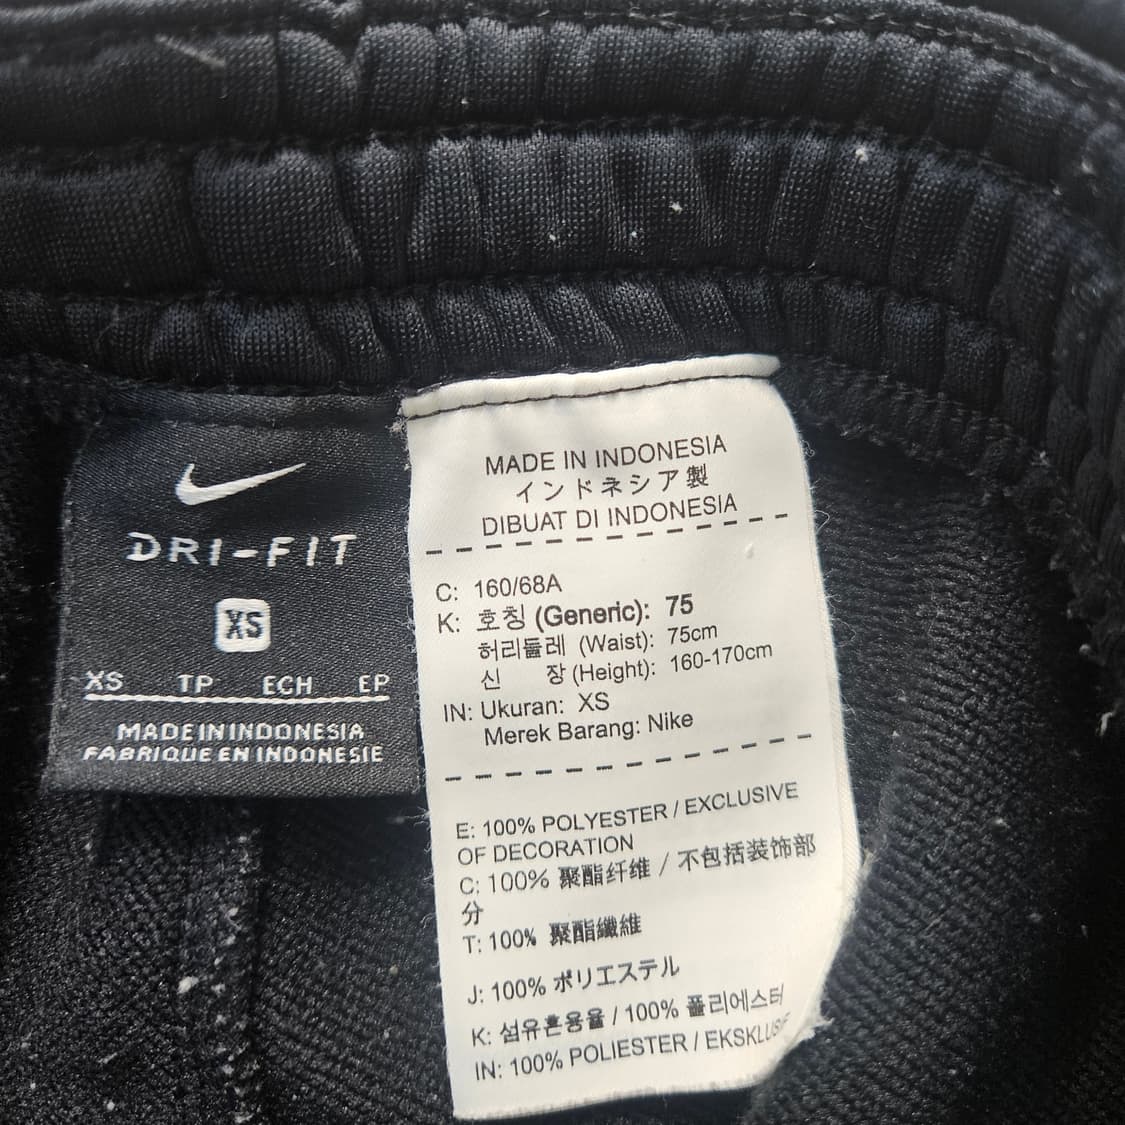 DRI-FIT
XS
XS TP ECH EP
MADE IN INDONESIA
FABRIQUE EN INDONESIE
MADE IN INDONESIA
インドネシア製
DIBUAT DI INDONESIA
C: 160/68A
K: 호칭 (Generic): 75
허리둘레 (Waist): 75cm
신 장 (Height): 160-170cm
IN: Ukuran: XS
Merek Barang: Nike
E: 100% POLYESTER / EXCLUSIVE
OF DECORATION
C: 100% 聚酯纤维 / 不包括装饰部
分
T: 100% 聚酯纖維
J: 100% ポリエステル
K: 섬유혼용율 / 100% 폴리에스터
IN: 100% POLIESTER / EKSKLUSIF